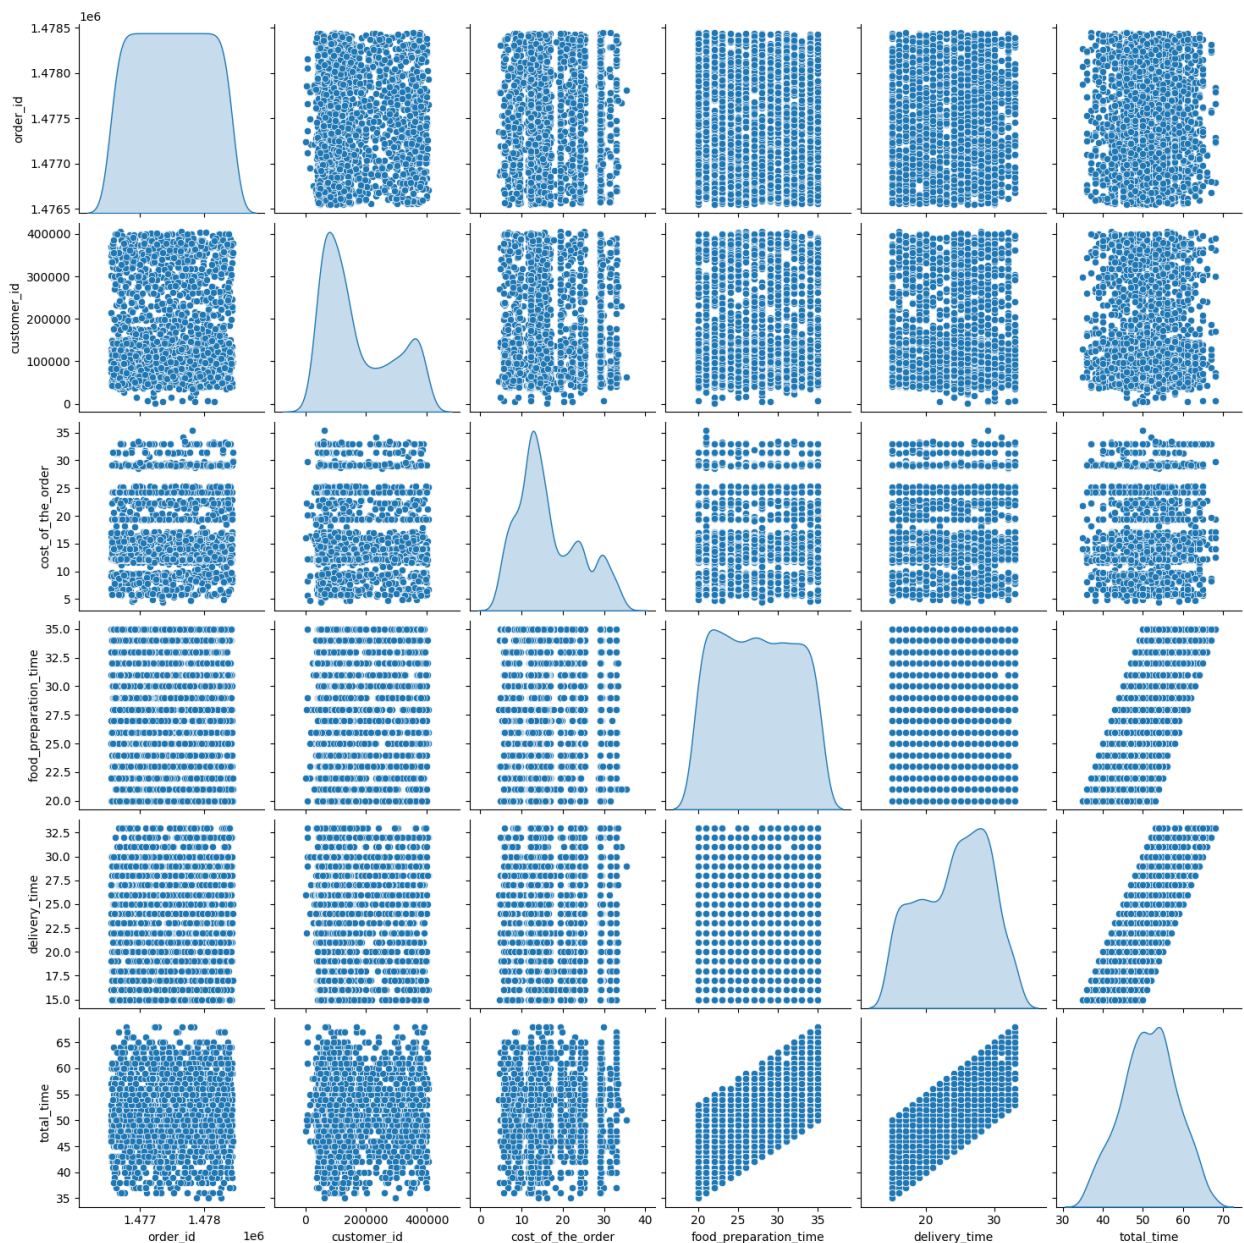 1e6
1.4785
1.4780
1.4775
1.4770
1.4765
order_id
400000
300000
200000
100000
0
customer_id
35
30
25
20
15
10
5
cost_of_the_order
35.0
32.5
30.0
27.5
25.0
22.5
20.0
food_preparation_time
32.5
30.0
27.5
25.0
22.5
20.0
17.5
15.0
delivery_time
65
60
55
50
45
40
35
total_time
1.477 1.478
1e6
order_id
0 200000 400000
customer_id
0 10 20 30 40
cost_of_the_order
20 25 30 35
food_preparation_time
20 30
delivery_time
30 40 50 60 70
total_time